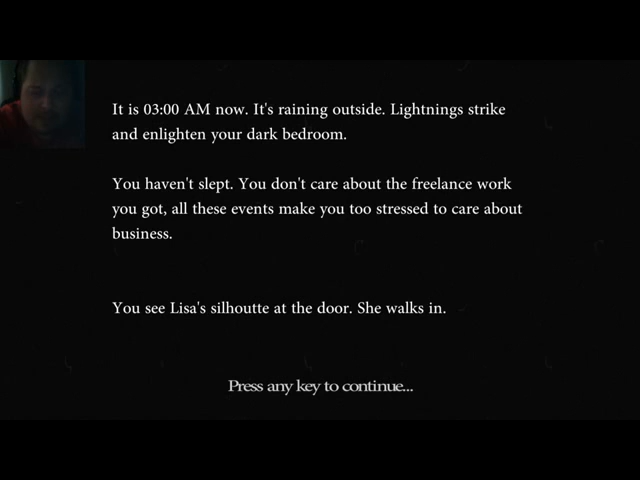 It is 03:00 AM now. It's raining outside. Lightnings strike
and enlighten your dark bedroom.
You haven't slept. You don't care about the freelance work
you got, all these events make you too stressed to care about
business.
You see Lisa's silhoutte at the door. She walks in.
Press any key to continue...